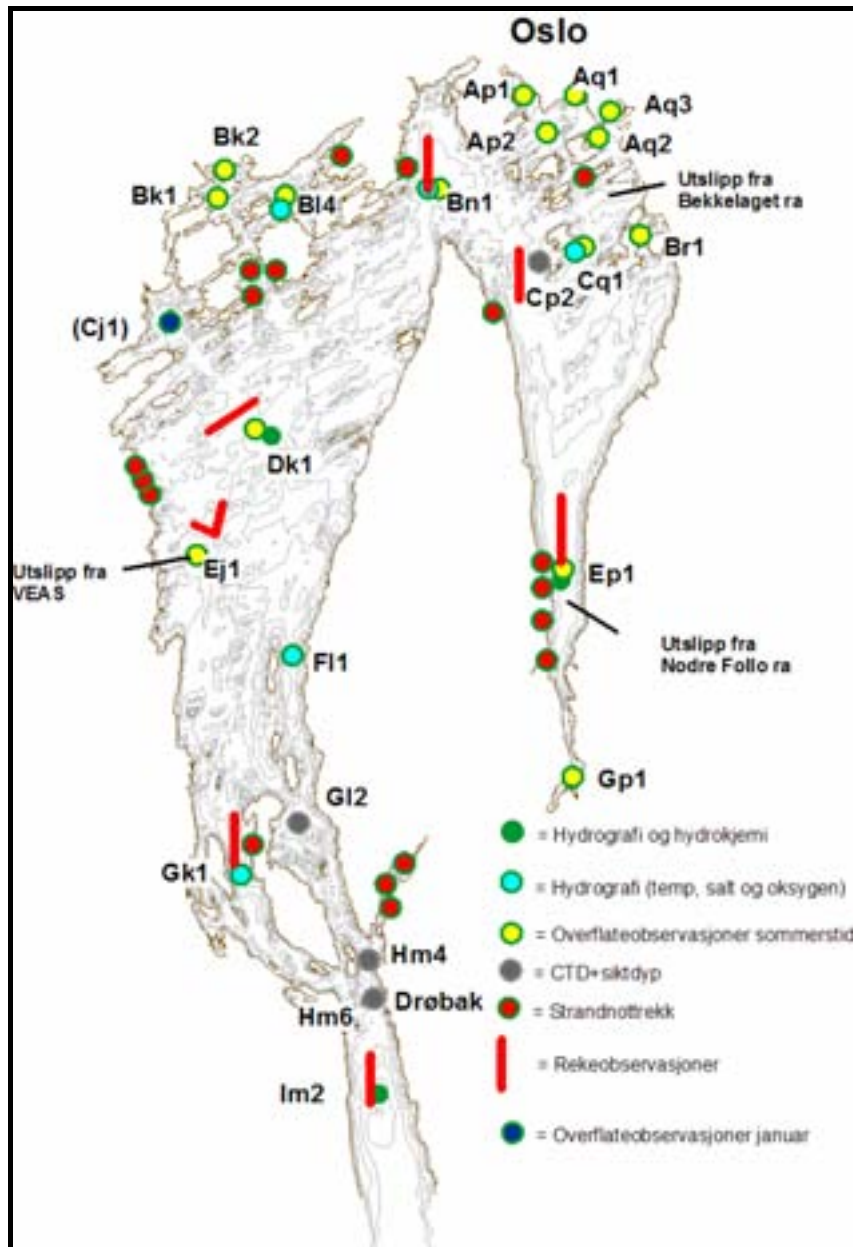 Oslo
Ap1
Aq1
Aq3
Ap2
Aq2
Bk2
Bk1
Bl4
Bn1
Utslipp fra
Bekkelaget ra
Br1
Cq1
Cp2
(Cj1)
Dk1
Utslipp fra
VEAS
Ej1
Ep1
Utslipp fra
Nodre Follo ra
Fl1
Gp1
Gl2
Gk1
Hm4
Drøbak
Hm6
Im2
= Hydrografi og hydrokjemi
= Hydrografi (temp, salt og oksygen)
= Overflateobservasjoner sommerstid
= CTD+siktdyp
= Strandnottrekk
= Rekeobservasjoner
= Overflateobservasjoner januar